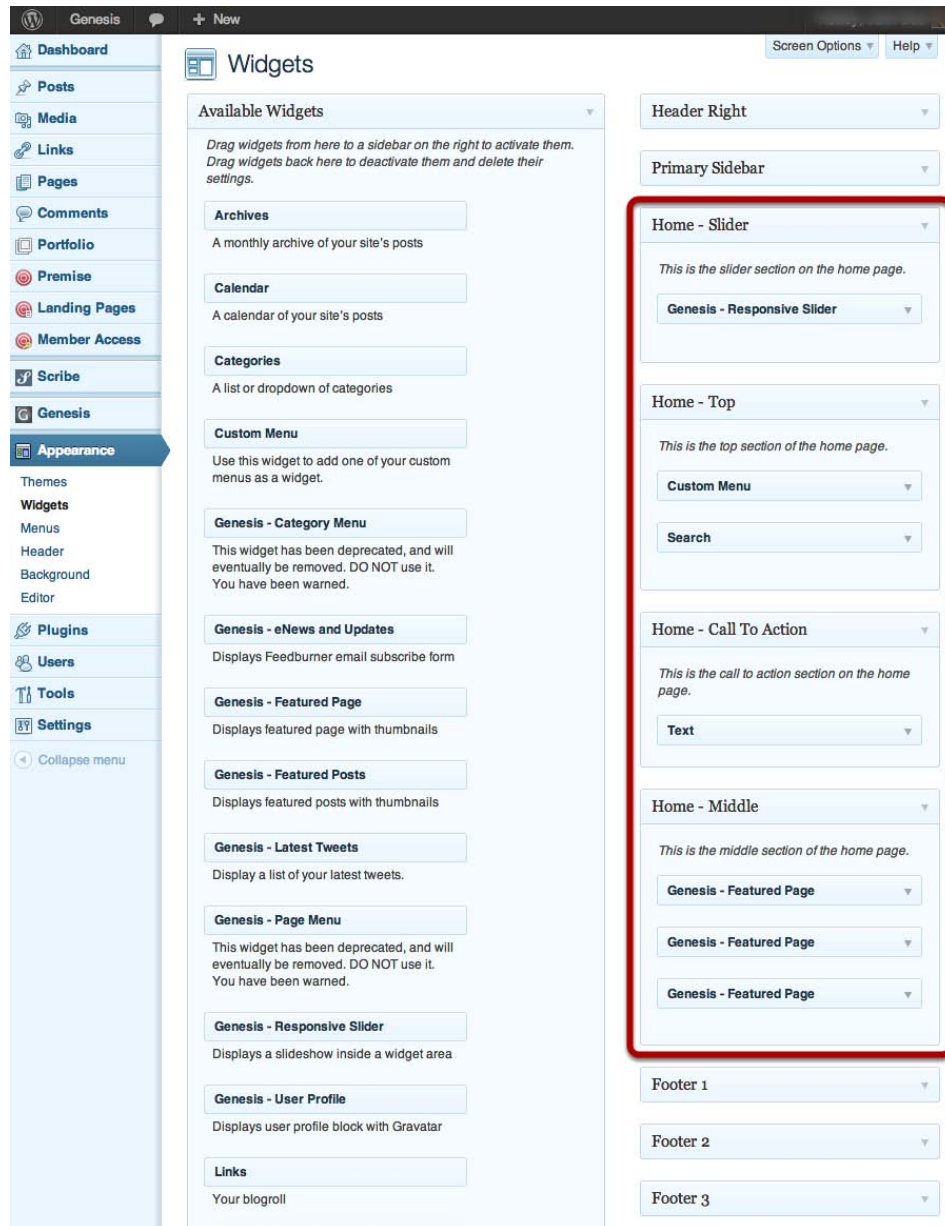 Genesis
+ New
Screen Options
Help
Dashboard
Posts
Media
Links
Pages
Comments
Portfolio
Premise
Landing Pages
Member Access
Scribe
Genesis
Appearance
Themes
Widgets
Menus
Header
Background
Editor
Plugins
Users
Tools
Settings
Collapse menu
Widgets
Available Widgets
Drag widgets from here to a sidebar on the right to activate them.
Drag widgets back here to deactivate them and delete their
settings.
Archives
A monthly archive of your site's posts
Calendar
A calendar of your site's posts
Categories
A list or dropdown of categories
Custom Menu
Use this widget to add one of your custom
menus as a widget.
Genesis - Category Menu
This widget has been deprecated, and will
eventually be removed. DO NOT use it.
You have been warned.
Genesis - eNews and Updates
Displays Feedburner email subscribe form
Genesis - Featured Page
Displays featured page with thumbnails
Genesis - Featured Posts
Displays featured posts with thumbnails
Genesis - Latest Tweets
Display a list of your latest tweets.
Genesis - Page Menu
This widget has been deprecated, and will
eventually be removed. DO NOT use it.
You have been warned.
Genesis - Responsive Slider
Displays a slideshow inside a widget area
Genesis - User Profile
Displays user profile block with Gravatar
Links
Your blogroll
Header Right
Primary Sidebar
Home - Slider
This is the slider section on the home page.
Genesis - Responsive Slider
Home - Top
This is the top section of the home page.
Custom Menu
Search
Home - Call To Action
This is the call to action section on the home
page.
Text
Home - Middle
This is the middle section of the home page.
Genesis - Featured Page
Genesis - Featured Page
Genesis - Featured Page
Footer 1
Footer 2
Footer 3